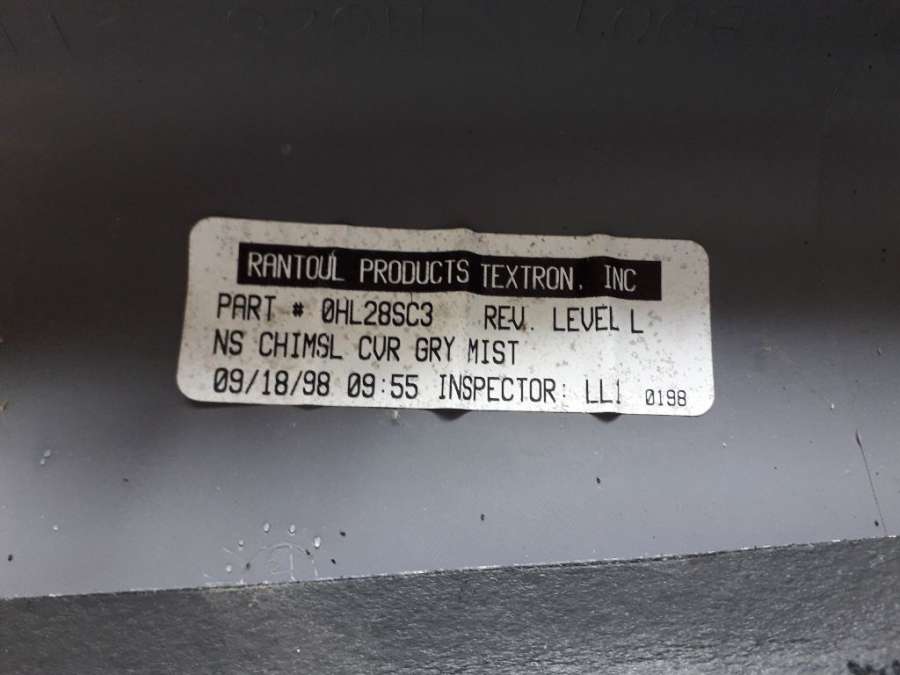 RANTOUL PRODUCTS TEXTRON, INC
PART # 0HL28SC3 REV. LEVEL L
NS CHIMSL CVR GRY MIST
09/18/98 09:55 INSPECTOR: LL1 0198